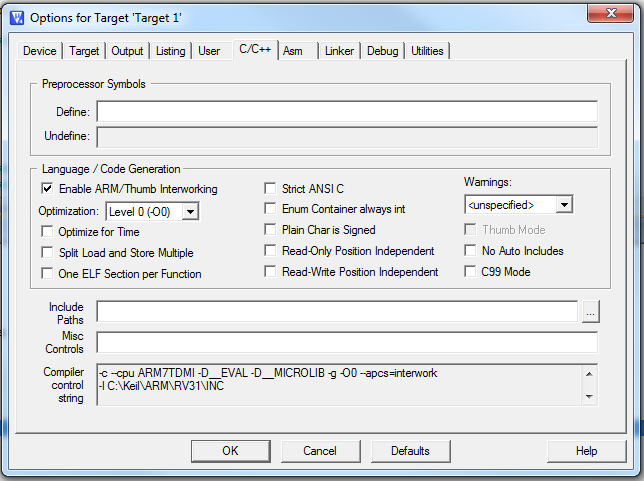 Options for Target 'Target 1'
Device Target Output Listing User C/C++ Asm Linker Debug Utilities
Preprocessor Symbols
Define:
Undefine:
Language / Code Generation
Enable ARM/Thumb Interworking
Optimization: Level 0 (-O0)
Optimize for Time
Split Load and Store Multiple
One ELF Section per Function
Strict ANSI C
Enum Container always int
Plain Char is Signed
Read-Only Position Independent
Read-Write Position Independent
Warnings:
<unspecified>
Thumb Mode
No Auto Includes
C99 Mode
Include
Paths
...
Misc
Controls
Compiler
control
string
-c --cpu ARM7TDMI -D__EVAL -D__MICROLIB -g -O0 --apcs=interwork
-I C:\Keil\ARM\RV31\INC
OK Cancel Defaults Help